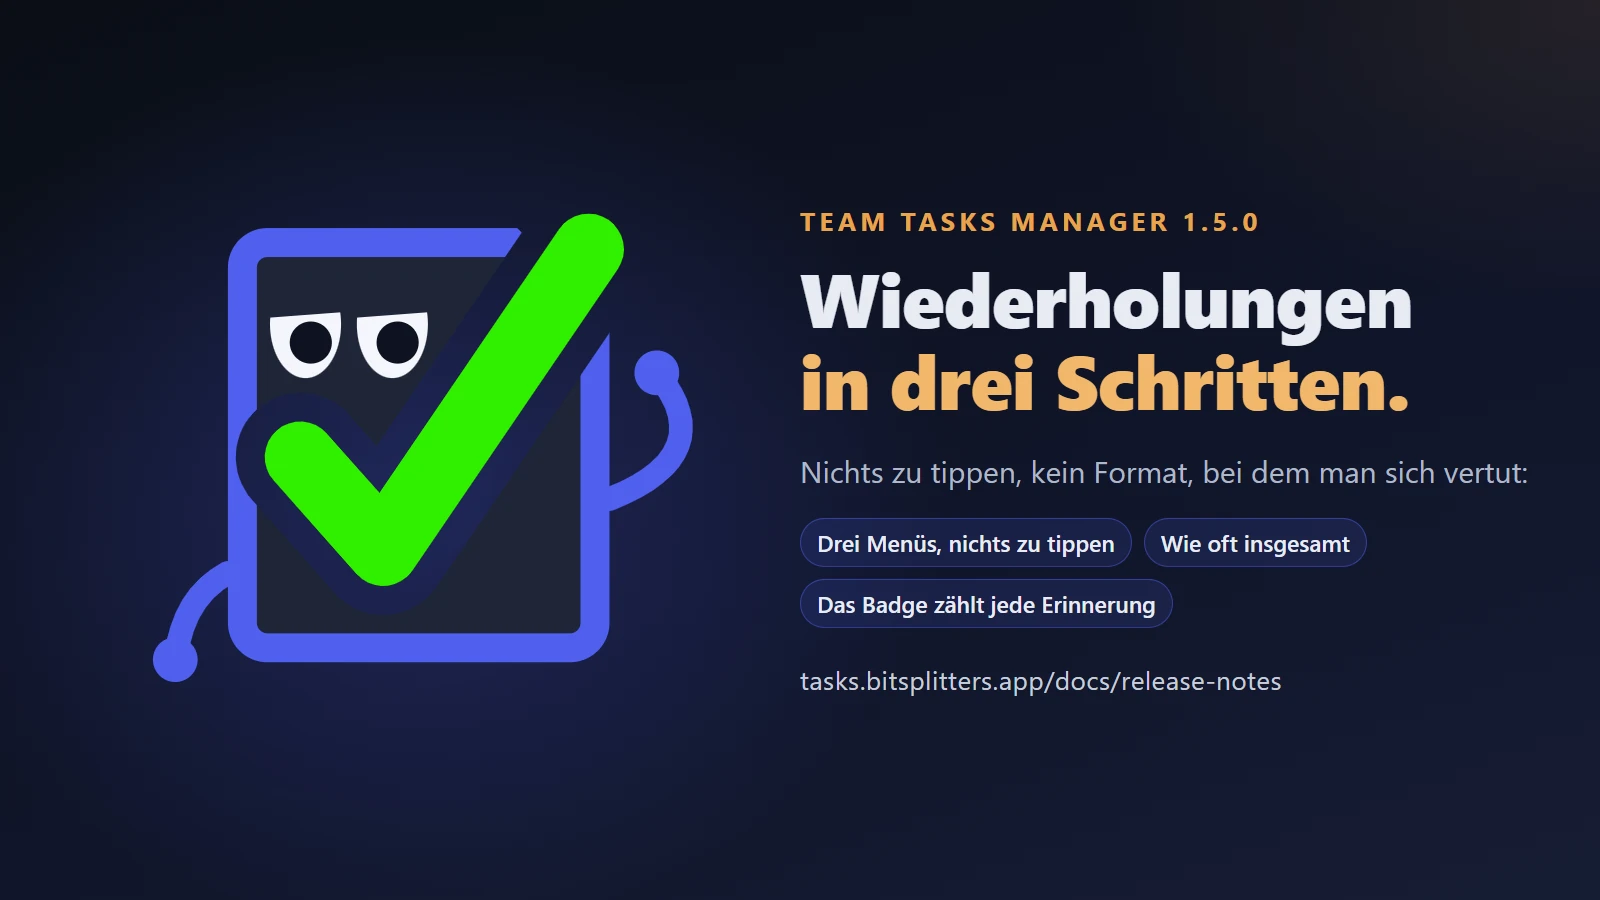 TEAM TASKS MANAGER 1.5.0
Wiederholungen
in drei Schritten.
Nichts zu tippen, kein Format, bei dem man sich vertut:
Drei Menüs, nichts zu tippen
Wie oft insgesamt
Das Badge zählt jede Erinnerung
tasks.bitsplitters.app/docs/release-notes